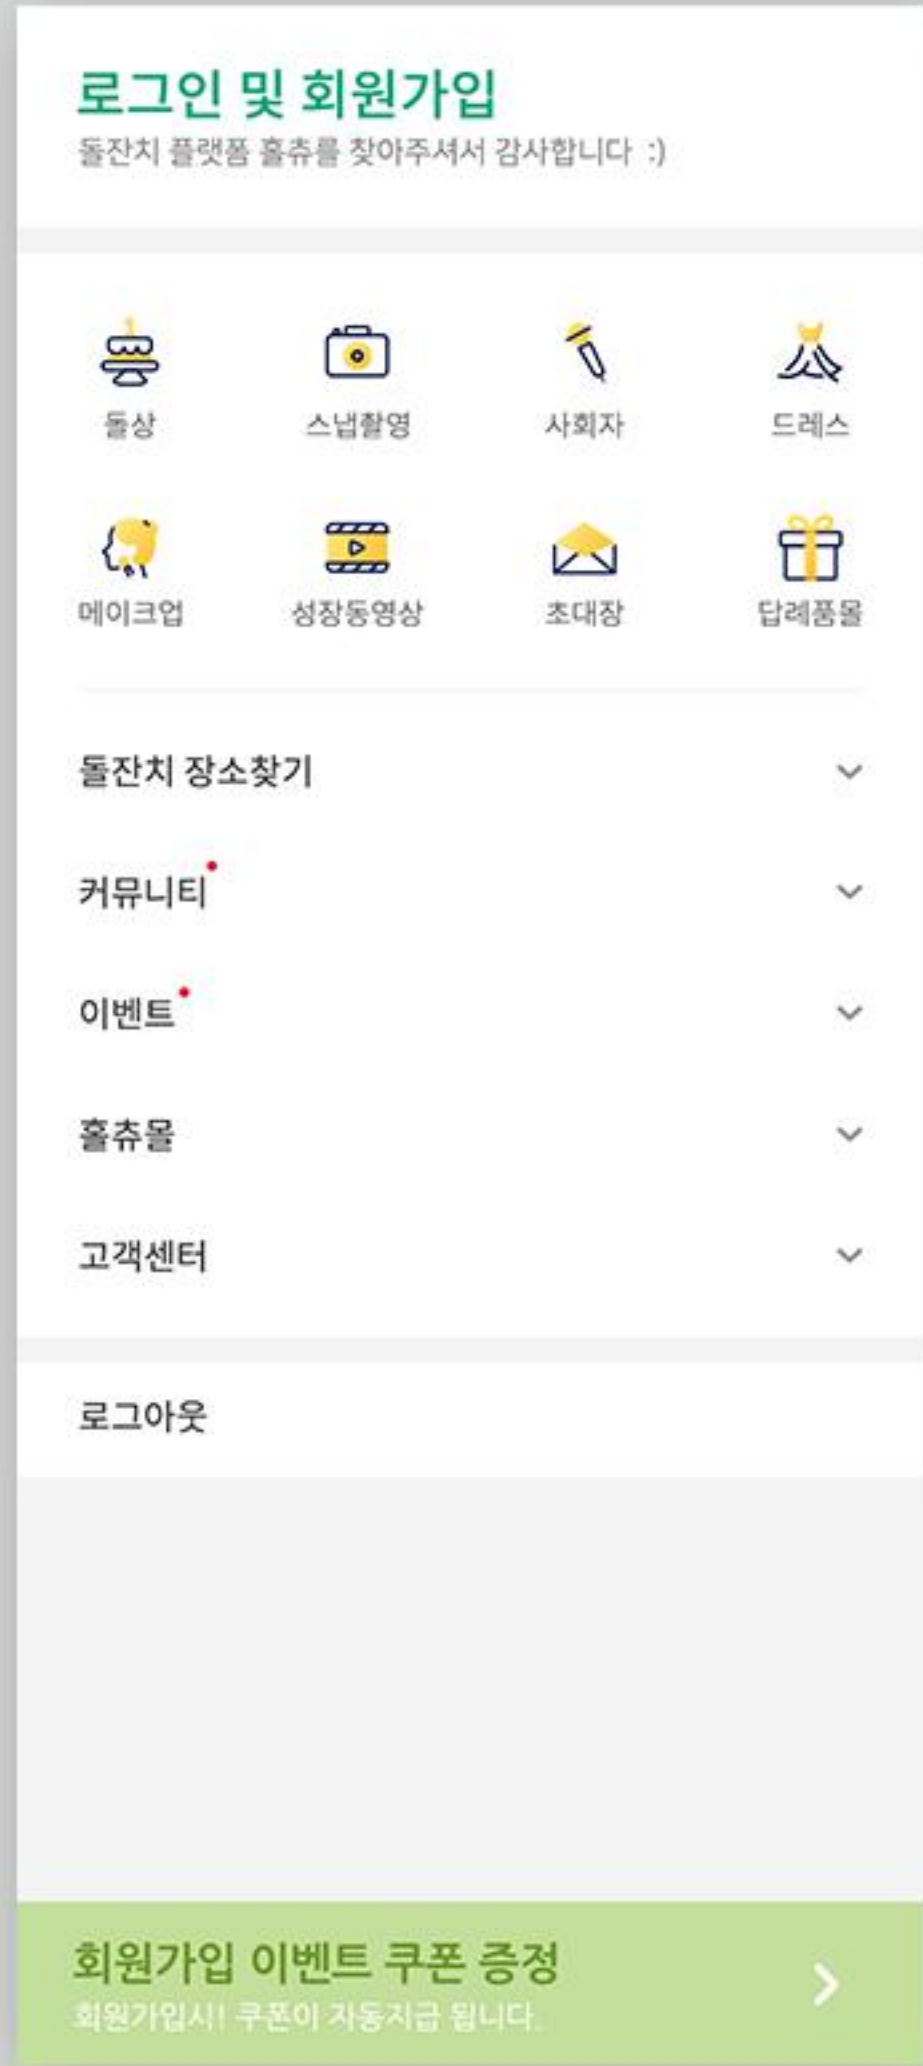 로그인 및 회원가입
돌잔치 플랫폼 홀츄를 찾아주셔서 감사합니다 :)
돌상 스냅촬영 사회자 드레스
메이크업 성장동영상 초대장 답례품몰
돌잔치 장소찾기
커뮤니티
이벤트
홀츄몰
고객센터
로그아웃
회원가입 이벤트 쿠폰 증정
회원가입시! 쿠폰이 자동지급 됩니다.